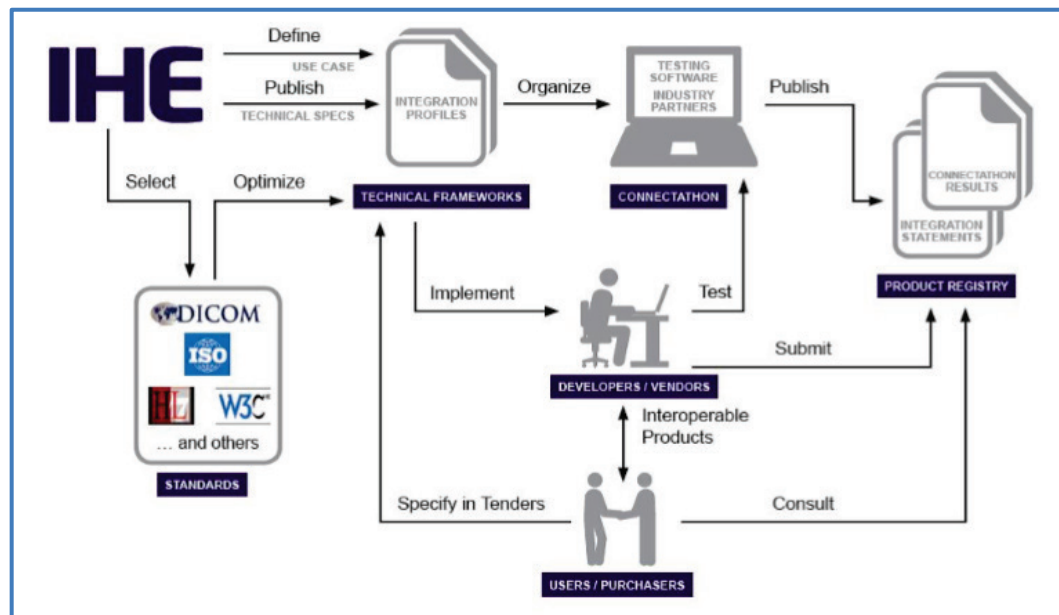 IHE
Define
USE CASE
Publish
TECHNICAL SPECS
INTEGRATION
PROFILES
TECHNICAL FRAMEWORKS
Organize
TESTING
SOFTWARE
INDUSTRY
PARTNERS
CONNECTATHON
Publish
CONNECTATHON
RESULTS
INTEGRATION
STATEMENTS
PRODUCT REGISTRY
Select
Optimize
DICOM
ISO
HL7
W3C®
... and others
STANDARDS
Implement
Test
DEVELOPERS / VENDORS
Submit
Interoperable
Products
Specify in Tenders
Consult
USERS / PURCHASERS